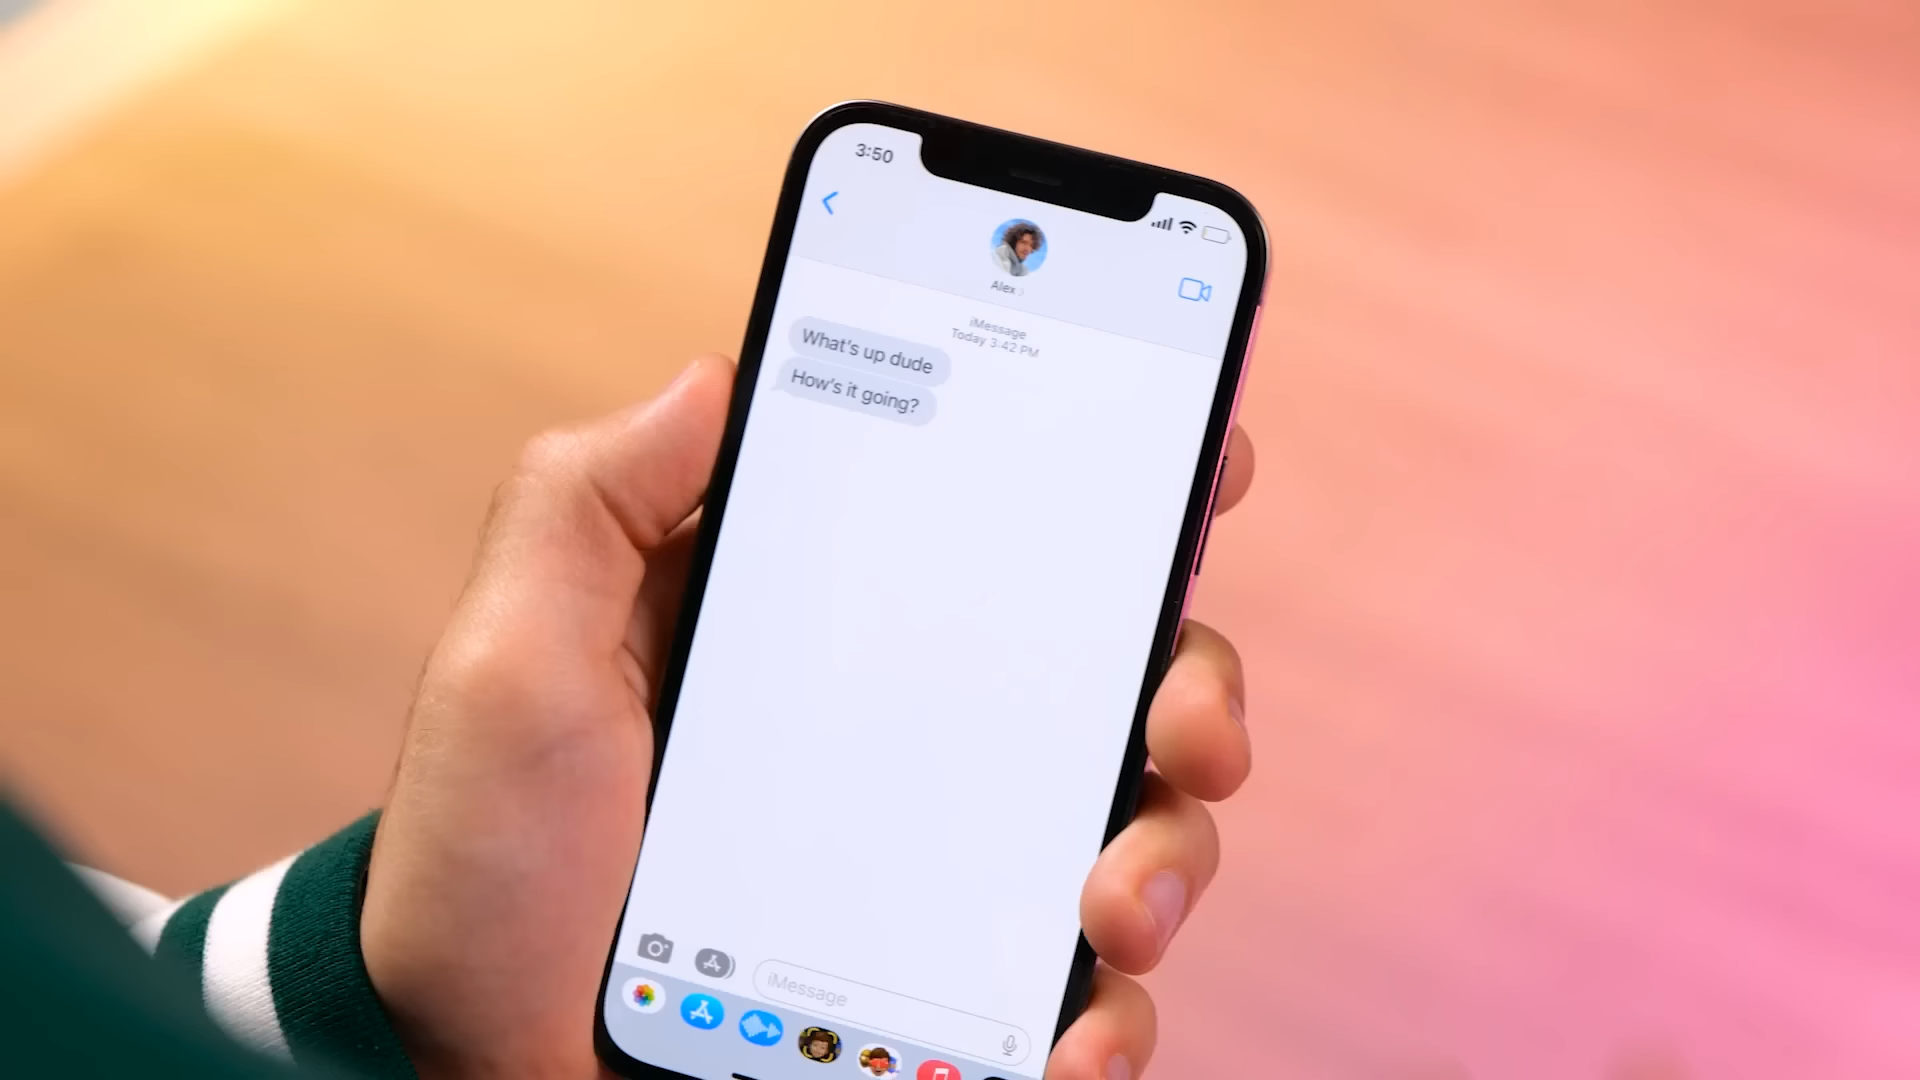 3:50
Alex
iMessage
Today 3:42 PM
What's up dude
How's it going?
iMessage